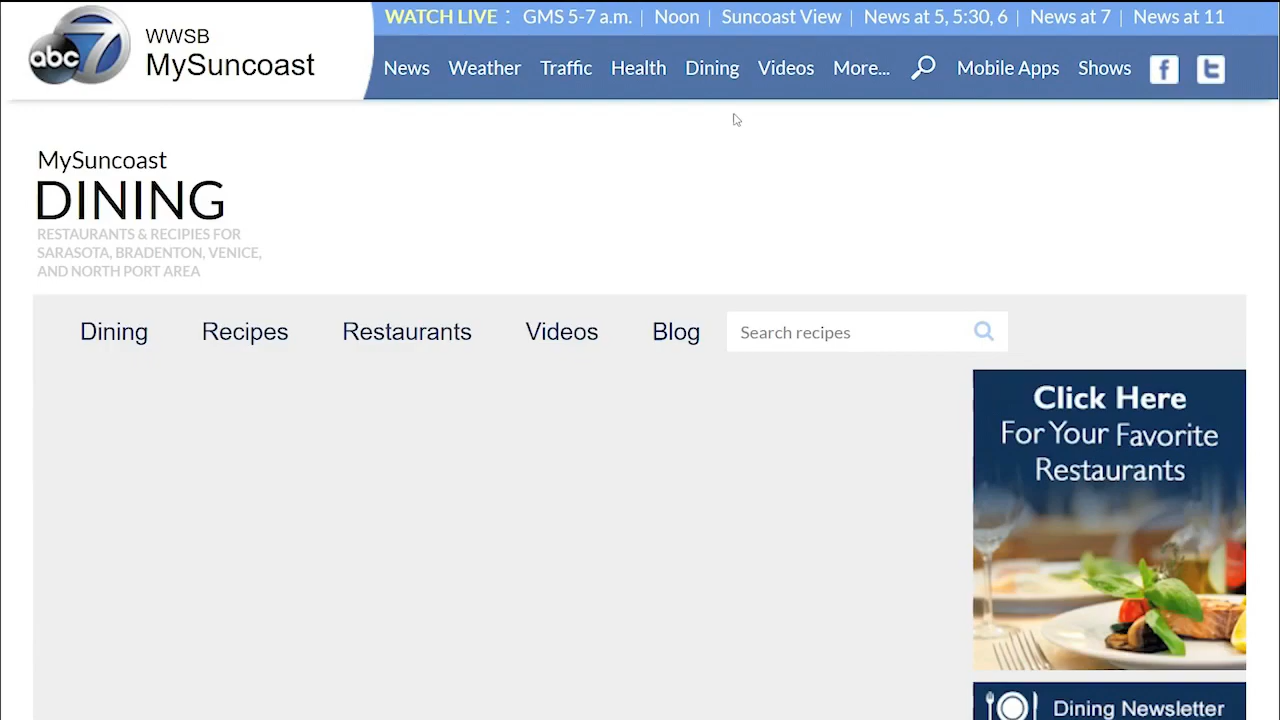 WATCH LIVE : GMS 5-7 a.m. | Noon | Suncoast View | News at 5, 5:30, 6 | News at 7 | News at 11
abc 7
WWSB
MySuncoast
News Weather Traffic Health Dining Videos More... Mobile Apps Shows f t
MySuncoast
DINING
RESTAURANTS & RECIPIES FOR
SARASOTA, BRADENTON, VENICE,
AND NORTH PORT AREA
Dining Recipes Restaurants Videos Blog Search recipes
Click Here
For Your Favorite
Restaurants
Dining Newsletter